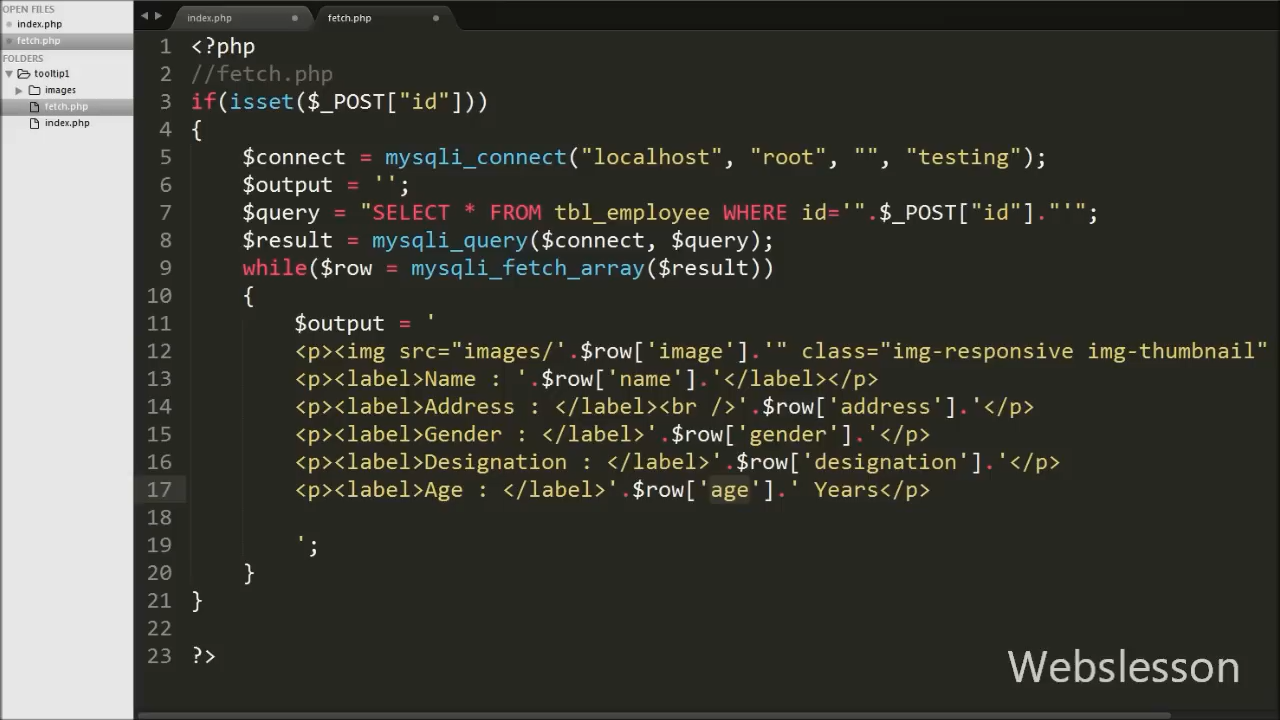 OPEN FILES
index.php
fetch.php
FOLDERS
tooltip1
images
fetch.php
index.php
index.php
fetch.php
1 <?php
2 //fetch.php
3 if(isset($_POST["id"]))
4 {
5 $connect = mysqli_connect("localhost", "root", "", "testing");
6 $output = '';
7 $query = "SELECT * FROM tbl_employee WHERE id='".$_POST["id"]."'";
8 $result = mysqli_query($connect, $query);
9 while($row = mysqli_fetch_array($result))
10 {
11 $output = '
12 <p><img src="images/'.$row['image'].'" class="img-responsive img-thumbnail"
13 <p><label>Name : '.$row['name'].'</label></p>
14 <p><label>Address : </label><br />'.$row['address'].'</p>
15 <p><label>Gender : </label>'.$row['gender'].'</p>
16 <p><label>Designation : </label>'.$row['designation'].'</p>
17 <p><label>Age : </label>'.$row['age'].' Years</p>
18
19 ';
20 }
21 }
22
23 ?>
Webslesson